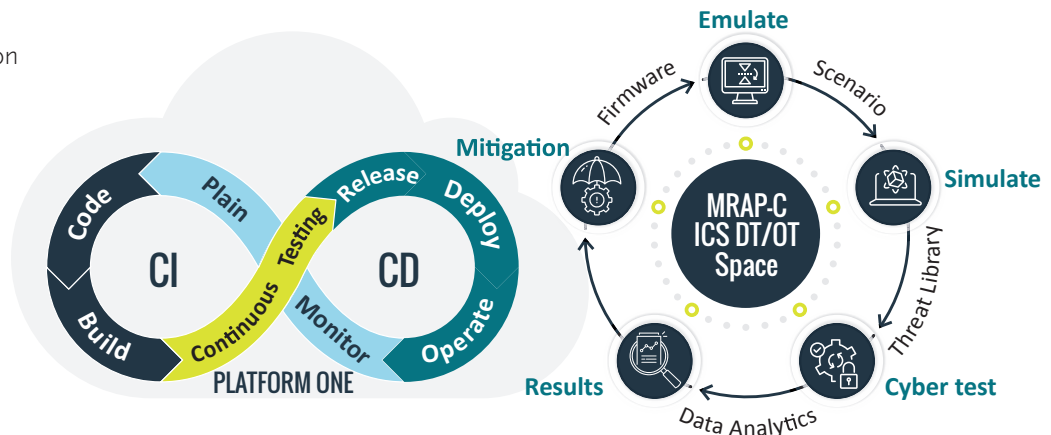 on
Code
Plain
Release
Deploy
CI
CD
Continuous Testing
Build
Monitor
Operate
PLATFORM ONE
Emulate
Firmware
Scenario
Mitigation
Simulate
MRAP-C
ICS DT/OT
Space
Threat Library
Results
Cyber test
Data Analytics